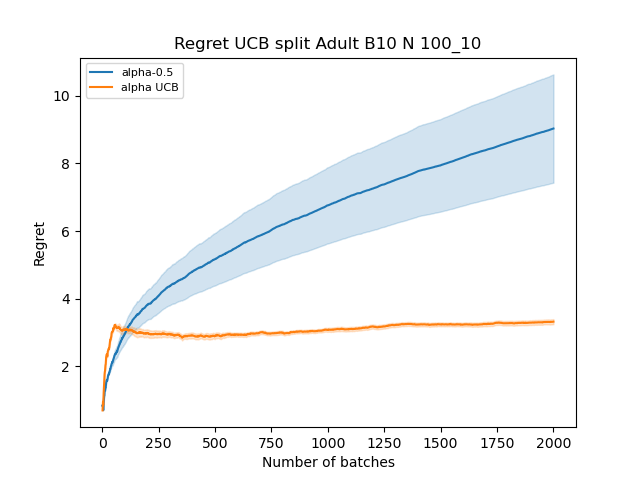 Regret UCB split Adult B10 N 100_10
alpha-0.5
alpha UCB
10
8
6
4
2
Regret
0 250 500 750 1000 1250 1500 1750 2000
Number of batches